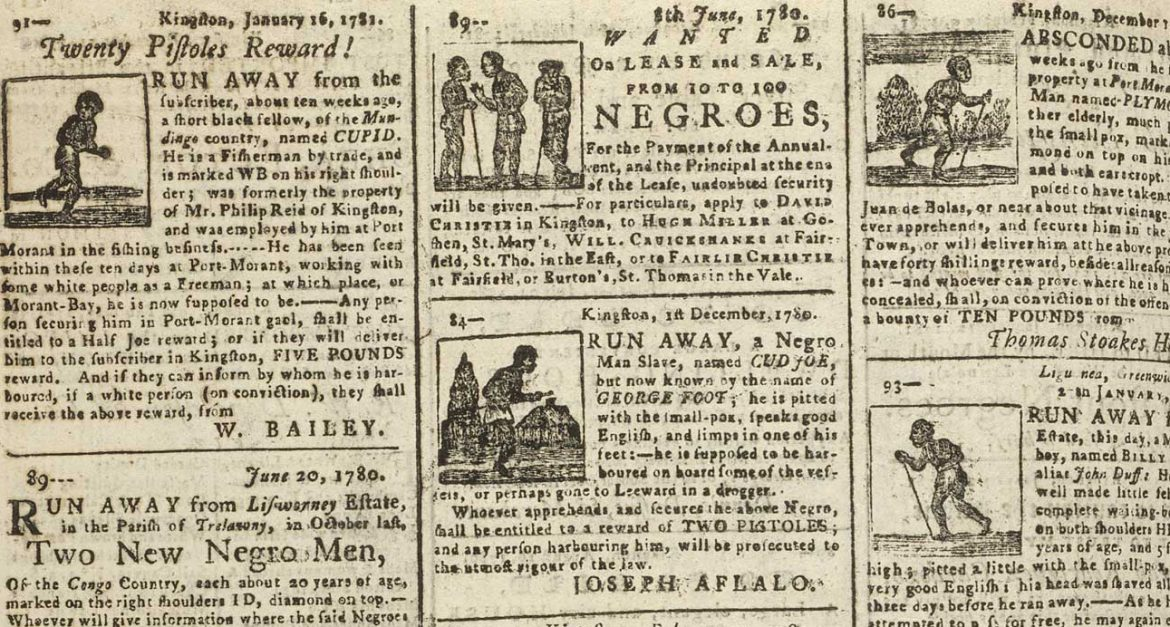 91— Kingſton, January 16, 1781.
Twenty Piſtoles Reward!
RUN AWAY from the
ſubſcriber, about ten weeks ago,
a ſhort black fellow, of the Mun-
dingo country, named CUPID.
He is a Fiſherman by trade, and
is marked WB on his right ſhoul-
der; was formerly the property
of Mr. Philip Reid of Kingſton,
and was employed by him at Port
Morant in the fiſhing buſineſs.-----He has been ſeen
within theſe ten days at Port-Morant, working with
ſome white people as a Freeman; at which place, or
Morant-Bay, he is now ſuppoſed to be.——Any per-
ſon ſecuring him in Port-Morant gaol, ſhall be en-
titled to a Half Joe reward; or if they will deliver
him to the ſubſcriber in Kingſton, FIVE POUNDS
reward. And if they can inform by whom he is har-
boured, if a white perſon (on conviction), they ſhall
receive the above reward, from
W. BAILEY.
89--- June 20, 1780.
RUN AWAY from Liſworney Eſtate,
in the Pariſh of Trelawny, in October laſt,
Two New Negro Men,
Of the Congo Country, each about 20 years of age,
marked on the right ſhoulders ID, diamond on top.—
Whoever will give information where the ſaid Negroes
89-- 8th June, 1780.
WANTED
On LEASE and SALE,
FROM 10 TO 100
NEGROES,
For the Payment of the Annual-
rent, and the Principal at the end
of the Leaſe, undoubted ſecurity
will be given.——For particulars, apply to DAVID
CHRISTIE in Kingſton, to HUGH MILLER at Go-
ſhen, St. Mary's, WILL. CRUICKSHANKS at Fair-
field, St. Tho. in the Eaſt, or to FAIRLIE CHRISTIE
at Fairfield, or Burton's, St. Thomas in the Vale.
84— Kingſton, 1ſt December, 1780.
RUN AWAY, a Negro
Man Slave, named CUDJOE,
but now known by the name of
GEORGE FOOT; he is pitted
with the ſmall-pox, ſpeaks good
Engliſh, and limps in one of his
feet:—he is ſuppoſed to be har-
boured on board ſome of the veſ-
ſels, or perhaps gone to Leeward in a drogger.
Whoever apprehends and ſecures the above Negro,
ſhall be entitled to a reward of TWO PISTOLES;
and any perſon harbouring him, will be proſecuted to
the utmoſt rigour of the law.
JOSEPH AFLALO.
86— Kingſton, December
ABSCONDED
weeks ago from
property at Port
Man named PLYM
ther elderly, much
the ſmallpox, mark
mond on top on
and both ears cropt.
poſed to have taken
Juan de Bolas, or near about that vicinage
ever apprehends, and ſecures him in the
Town, or will deliver him at the above
have forty ſhillings reward, beſide all reaſon
es: —and whoever can prove where he is
concealed, ſhall, on conviction of the
a bounty of TEN POUNDS from
Thomas Stoakes
93— Greenwich
JANUARY,
RUN AWAY
Eſtate, this day, a
boy, named BILLY
alias John Duff:
well made little
complete waiting-
on both ſhoulders
years of age, and
high; pitted a little with the ſmall-pox,
very good Engliſh; his head was ſhaved
three days before he ran away.——As he
attempted to paſs for free, he may again